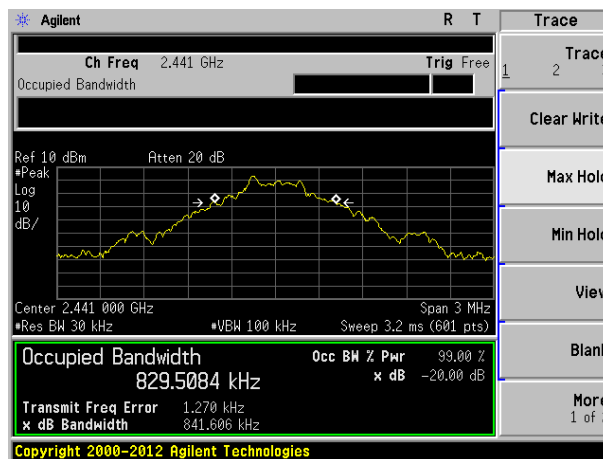 Agilent R T Trace
Ch Freq 2.441 GHz Trig Free
Occupied Bandwidth
Trace
1 2
Clear Write
Max Hold
Min Hold
View
Blank
More
1 of
Ref 10 dBm Atten 20 dB
#Peak
Log
10
dB/
Center 2.441 000 GHz Span 3 MHz
#Res BW 30 kHz #VBW 100 kHz Sweep 3.2 ms (601 pts)
Occupied Bandwidth Occ BW % Pwr 99.00 %
829.5084 kHz x dB -20.00 dB
Transmit Freq Error 1.270 kHz
x dB Bandwidth 841.606 kHz
Copyright 2000-2012 Agilent Technologies